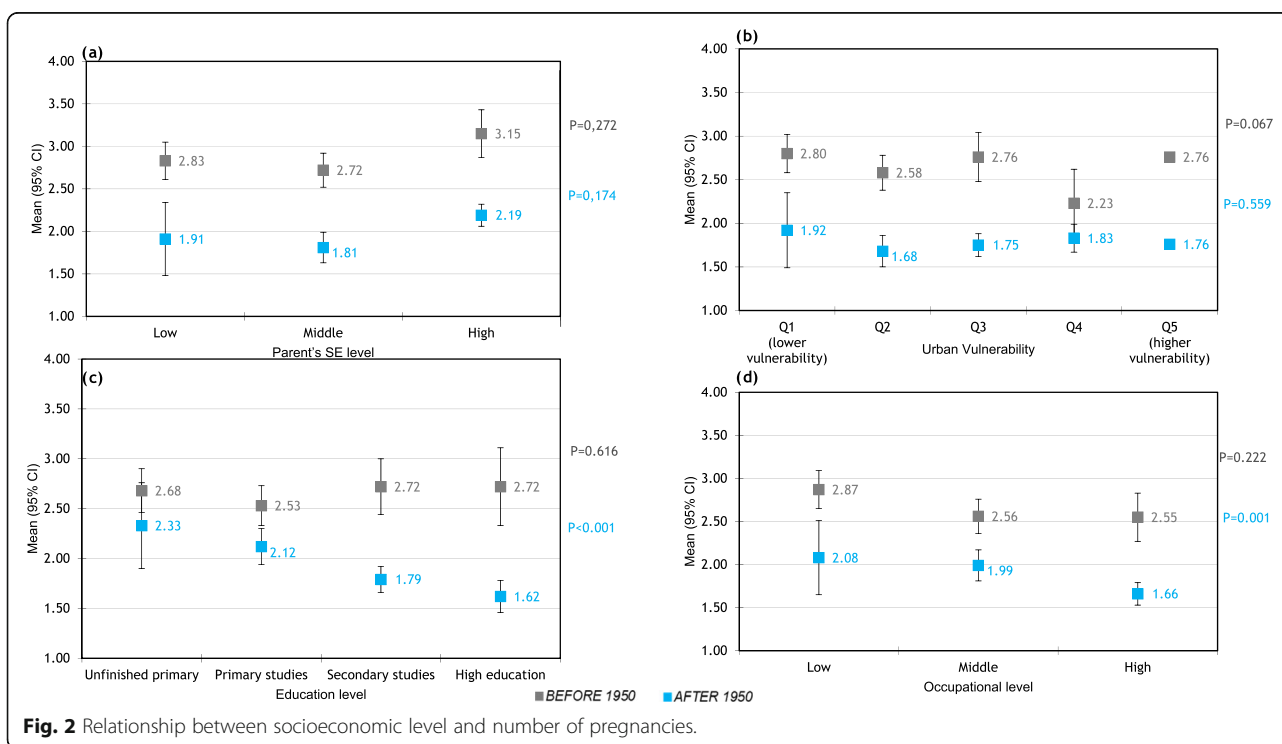 (a)
4.00
3.50
3.00
2.50
2.00
1.50
1.00
Mean (95% CI)
2.83
2.72
3.15
1.91
1.81
2.19
P=0,272
P=0,174
Low
Middle
High
Parent's SE level
(b)
4.00
3.50
3.00
2.50
2.00
1.50
1.00
Mean (95% CI)
2.80
2.58
2.76
2.23
2.76
1.92
1.68
1.75
1.83
1.76
P=0.067
P=0.559
Q1
(lower
vulnerability)
Q2
Q3
Q4
Q5
(higher
vulnerability)
Urban Vulnerability
(c)
4.00
3.50
3.00
2.50
2.00
1.50
1.00
Mean (95% CI)
2.68
2.53
2.72
2.72
2.33
2.12
1.79
1.62
P=0.616
P<0.001
Unfinished primary
Primary studies
Secondary studies
High education
Education level
(d)
4.00
3.50
3.00
2.50
2.00
1.50
1.00
Mean (95% CI)
2.87
2.56
2.55
2.08
1.99
1.66
P=0.222
P=0.001
Low
Middle
High
Occupational level
BEFORE 1950
AFTER 1950
Fig. 2 Relationship between socioeconomic level and number of pregnancies.